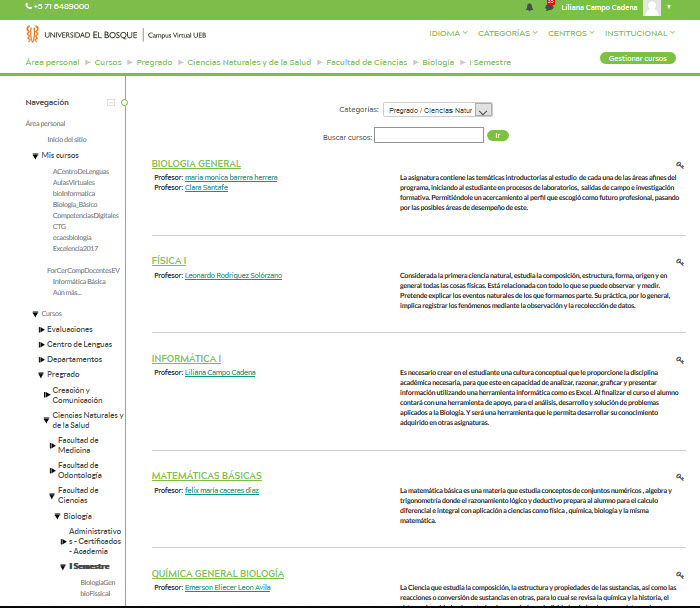 +57 1 6489000
35
Liliana Campo Cadena
UNIVERSIDAD EL BOSQUE | Campus Virtual UEB
IDIOMA CATEGORÍAS CENTROS INSTITUCIONAL
Área personal Cursos Pregrado Ciencias Naturales y de la Salud Facultad de Ciencias Biología I Semestre
Gestionar cursos
Navegación
Área personal
Inicio del sitio
Mis cursos
ACentroDeLenguas
AulasVirtuales
bioInformatica
Biología_Básico
CompetenciasDigitales
CTG
ecaesbiologia
Excelencia2017
ForCerCompDocentesEV
Informática Básica
Aún más...
Cursos
Evaluaciones
Centro de Lenguas
Departamentos
Pregrado
Creación y
Comunicación
Ciencias Naturales y
de la Salud
Facultad de
Medicina
Facultad de
Odontología
Facultad de
Ciencias
Biología
Administrativo
s - Certificados
- Academia
I Semestre
BiologiaGen
bioFissicaI
Categorías: Pregrado / Ciencias Natur
Buscar cursos: Ir
BIOLOGIA GENERAL
Profesor: maria monica barrera herrera
Profesor: Clara Santafe
La asignatura contiene las temáticas introductorias al estudio de cada una de las áreas afines del
programa, iniciando al estudiante en procesos de laboratorios, salidas de campo e investigación
formativa. Permitiéndole un acercamiento al perfil que escogió como futuro profesional, pasando
por las posibles áreas de desempeño de este.
FÍSICA I
Profesor: Leonardo Rodriguez Solórzano
Considerada la primera ciencia natural, estudia la composición, estructura, forma, origen y en
general todas las cosas físicas. Está relacionada con todo lo que se puede observar y medir.
Pretende explicar los eventos naturales de los que formamos parte. Su práctica, por lo general,
implica registrar los fenómenos mediante la observación y la recolección de datos.
INFORMÁTICA I
Profesor: Liliana Campo Cadena
Es necesario crear en el estudiante una cultura conceptual que le proporcione la disciplina
académica necesaria, para que este en capacidad de analizar, razonar, graficar y presentar
información utilizando una herramienta informática como es Excel. Al finalizar el curso el alumno
contará con una herramienta de apoyo, para el análisis, desarrollo y solución de problemas
aplicados a la Biología. Y será una herramienta que le permita desarrollar su conocimiento
adquirido en otras asignaturas.
MATEMÁTICAS BÁSICAS
Profesor: felix maria caceres diaz
La matemática básica es una materia que estudia conceptos de conjuntos numéricos , algebra y
trigonometría donde el razonamiento lógico y deductivo prepara al alumno para el calculo
diferencial e integral con aplicación a ciencias como física , química, biología y la misma
matemática.
QUÍMICA GENERAL BIOLOGÍA
Profesor: Emerson Eliecer Leon Avila
La Ciencia que estudia la composición, la estructura y propiedades de las sustancias, así como las
reacciones o conversión de sustancias en otras, para lo cual se revisa la química y la historia, el